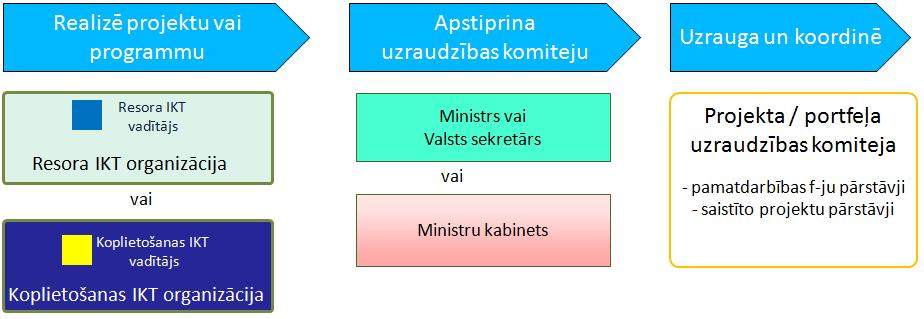 Realizē projektu vai
programmu
Resora IKT
vadītājs
Resora IKT organizācija
vai
Koplietošanas IKT
vadītājs
Koplietošanas IKT organizācija
Apstiprina
uzraudzības komiteju
Ministrs vai
Valsts sekretārs
vai
Ministru kabinets
Uzrauga un koordinē
Projekta / portfeļa
uzraudzības komiteja
- pamatdarbības f-ju pārstāvji
- saistīto projektu pārstāvji